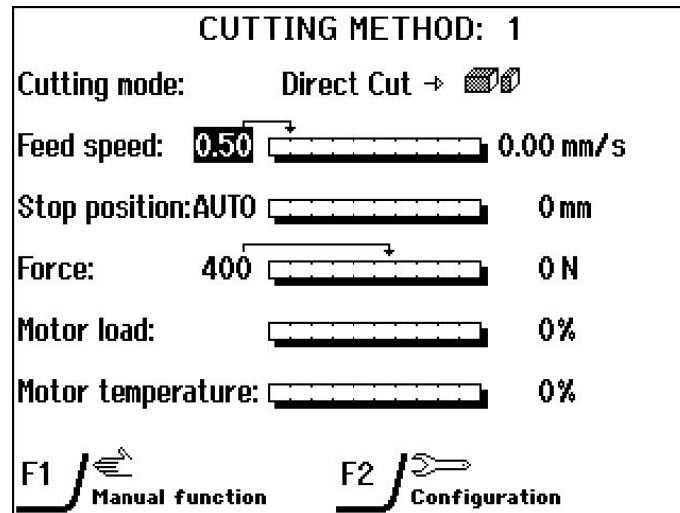 CUTTING METHOD: 1
Cutting mode: Direct Cut →
Feed speed: 0.50 0.00 mm/s
Stop position:AUTO 0 mm
Force: 400 0 N
Motor load: 0%
Motor temperature: 0%
F1 Manual function F2 Configuration